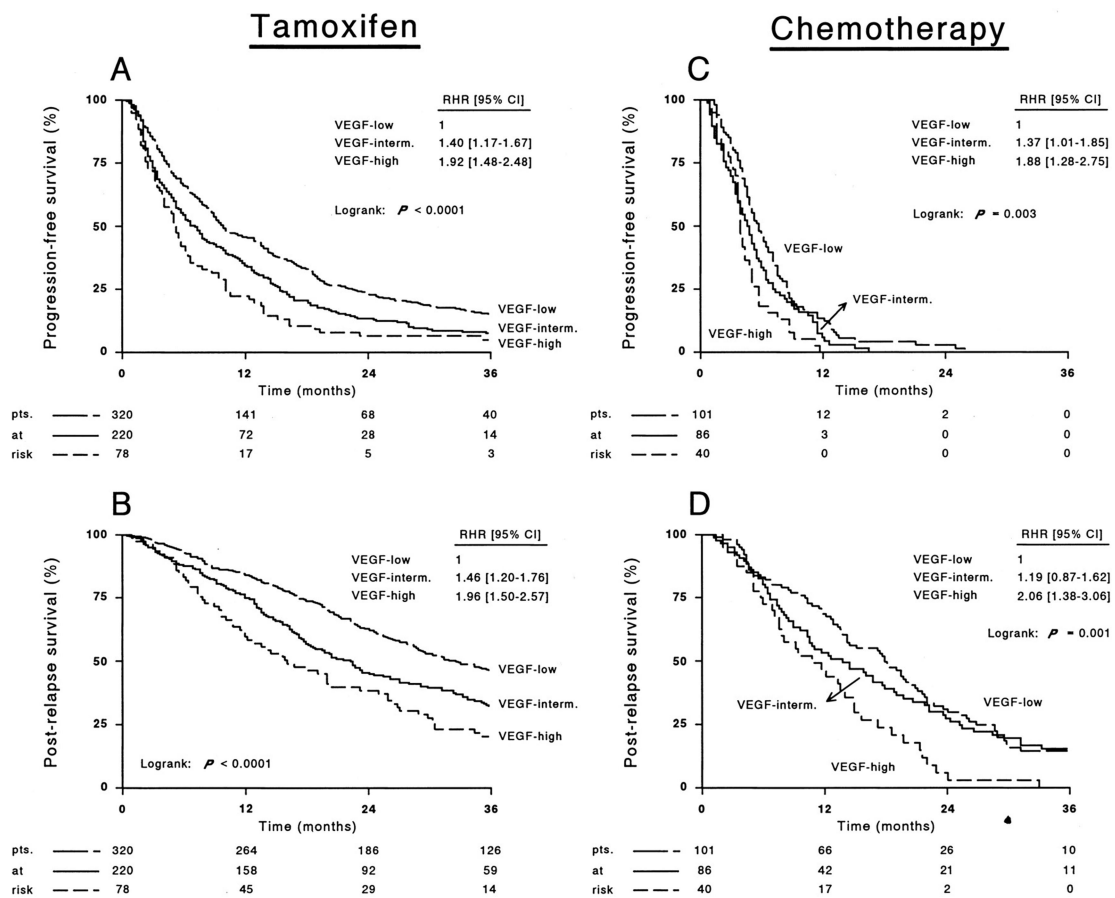 Tamoxifen
Chemotherapy
A
RHR [95% CI]
VEGF-low 1
VEGF-interm. 1.40 [1.17-1.67]
VEGF-high 1.92 [1.48-2.48]
Logrank: P < 0.0001
Progression-free survival (%)
100
75
50
25
0
VEGF-low
VEGF-interm.
VEGF-high
0 12 24 36
Time (months)
pts. 320 141 68 40
at 220 72 28 14
risk 78 17 5 3
C
RHR [95% CI]
VEGF-low 1
VEGF-interm. 1.37 [1.01-1.85]
VEGF-high 1.88 [1.28-2.75]
Logrank: P = 0.003
Progression-free survival (%)
100
75
50
25
0
VEGF-low
VEGF-interm.
VEGF-high
0 12 24 36
Time (months)
pts. 101 12 2 0
at 86 3 0 0
risk 40 0 0 0
B
RHR [95% CI]
VEGF-low 1
VEGF-interm. 1.46 [1.20-1.76]
VEGF-high 1.96 [1.50-2.57]
Post-relapse survival (%)
100
75
50
25
0
VEGF-low
VEGF-interm.
VEGF-high
Logrank: P < 0.0001
0 12 24 36
Time (months)
pts. 320 264 186 126
at 220 158 92 59
risk 78 45 29 14
D
RHR [95% CI]
VEGF-low 1
VEGF-interm. 1.19 [0.87-1.62]
VEGF-high 2.06 [1.38-3.06]
Logrank: P = 0.001
Post-relapse survival (%)
100
75
50
25
0
VEGF-low
VEGF-interm.
VEGF-high
0 12 24 36
Time (months)
pts. 101 66 26 10
at 86 42 21 11
risk 40 17 2 0